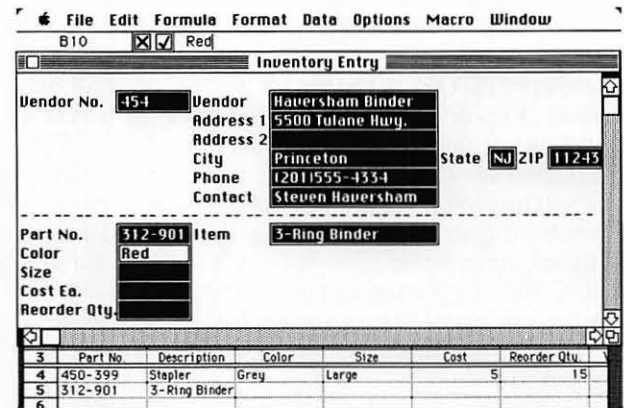 File Edit Formula Format Data Options Macro Window
B10 Red
Inventory Entry
Vendor No. 454 Vendor Haversham Binder
Address 1 5500 Tulane Hwy.
Address 2
City Princeton State NJ ZIP 11243
Phone (201)555-4334
Contact Steven Haversham
Part No. 312-901 Item 3-Ring Binder
Color Red
Size
Cost Ea.
Reorder Qty.
3 Part No. Description Color Size Cost Reorder Qty.
4 450-399 Stapler Grey Large 5 15
5 312-901 3-Ring Binder
6